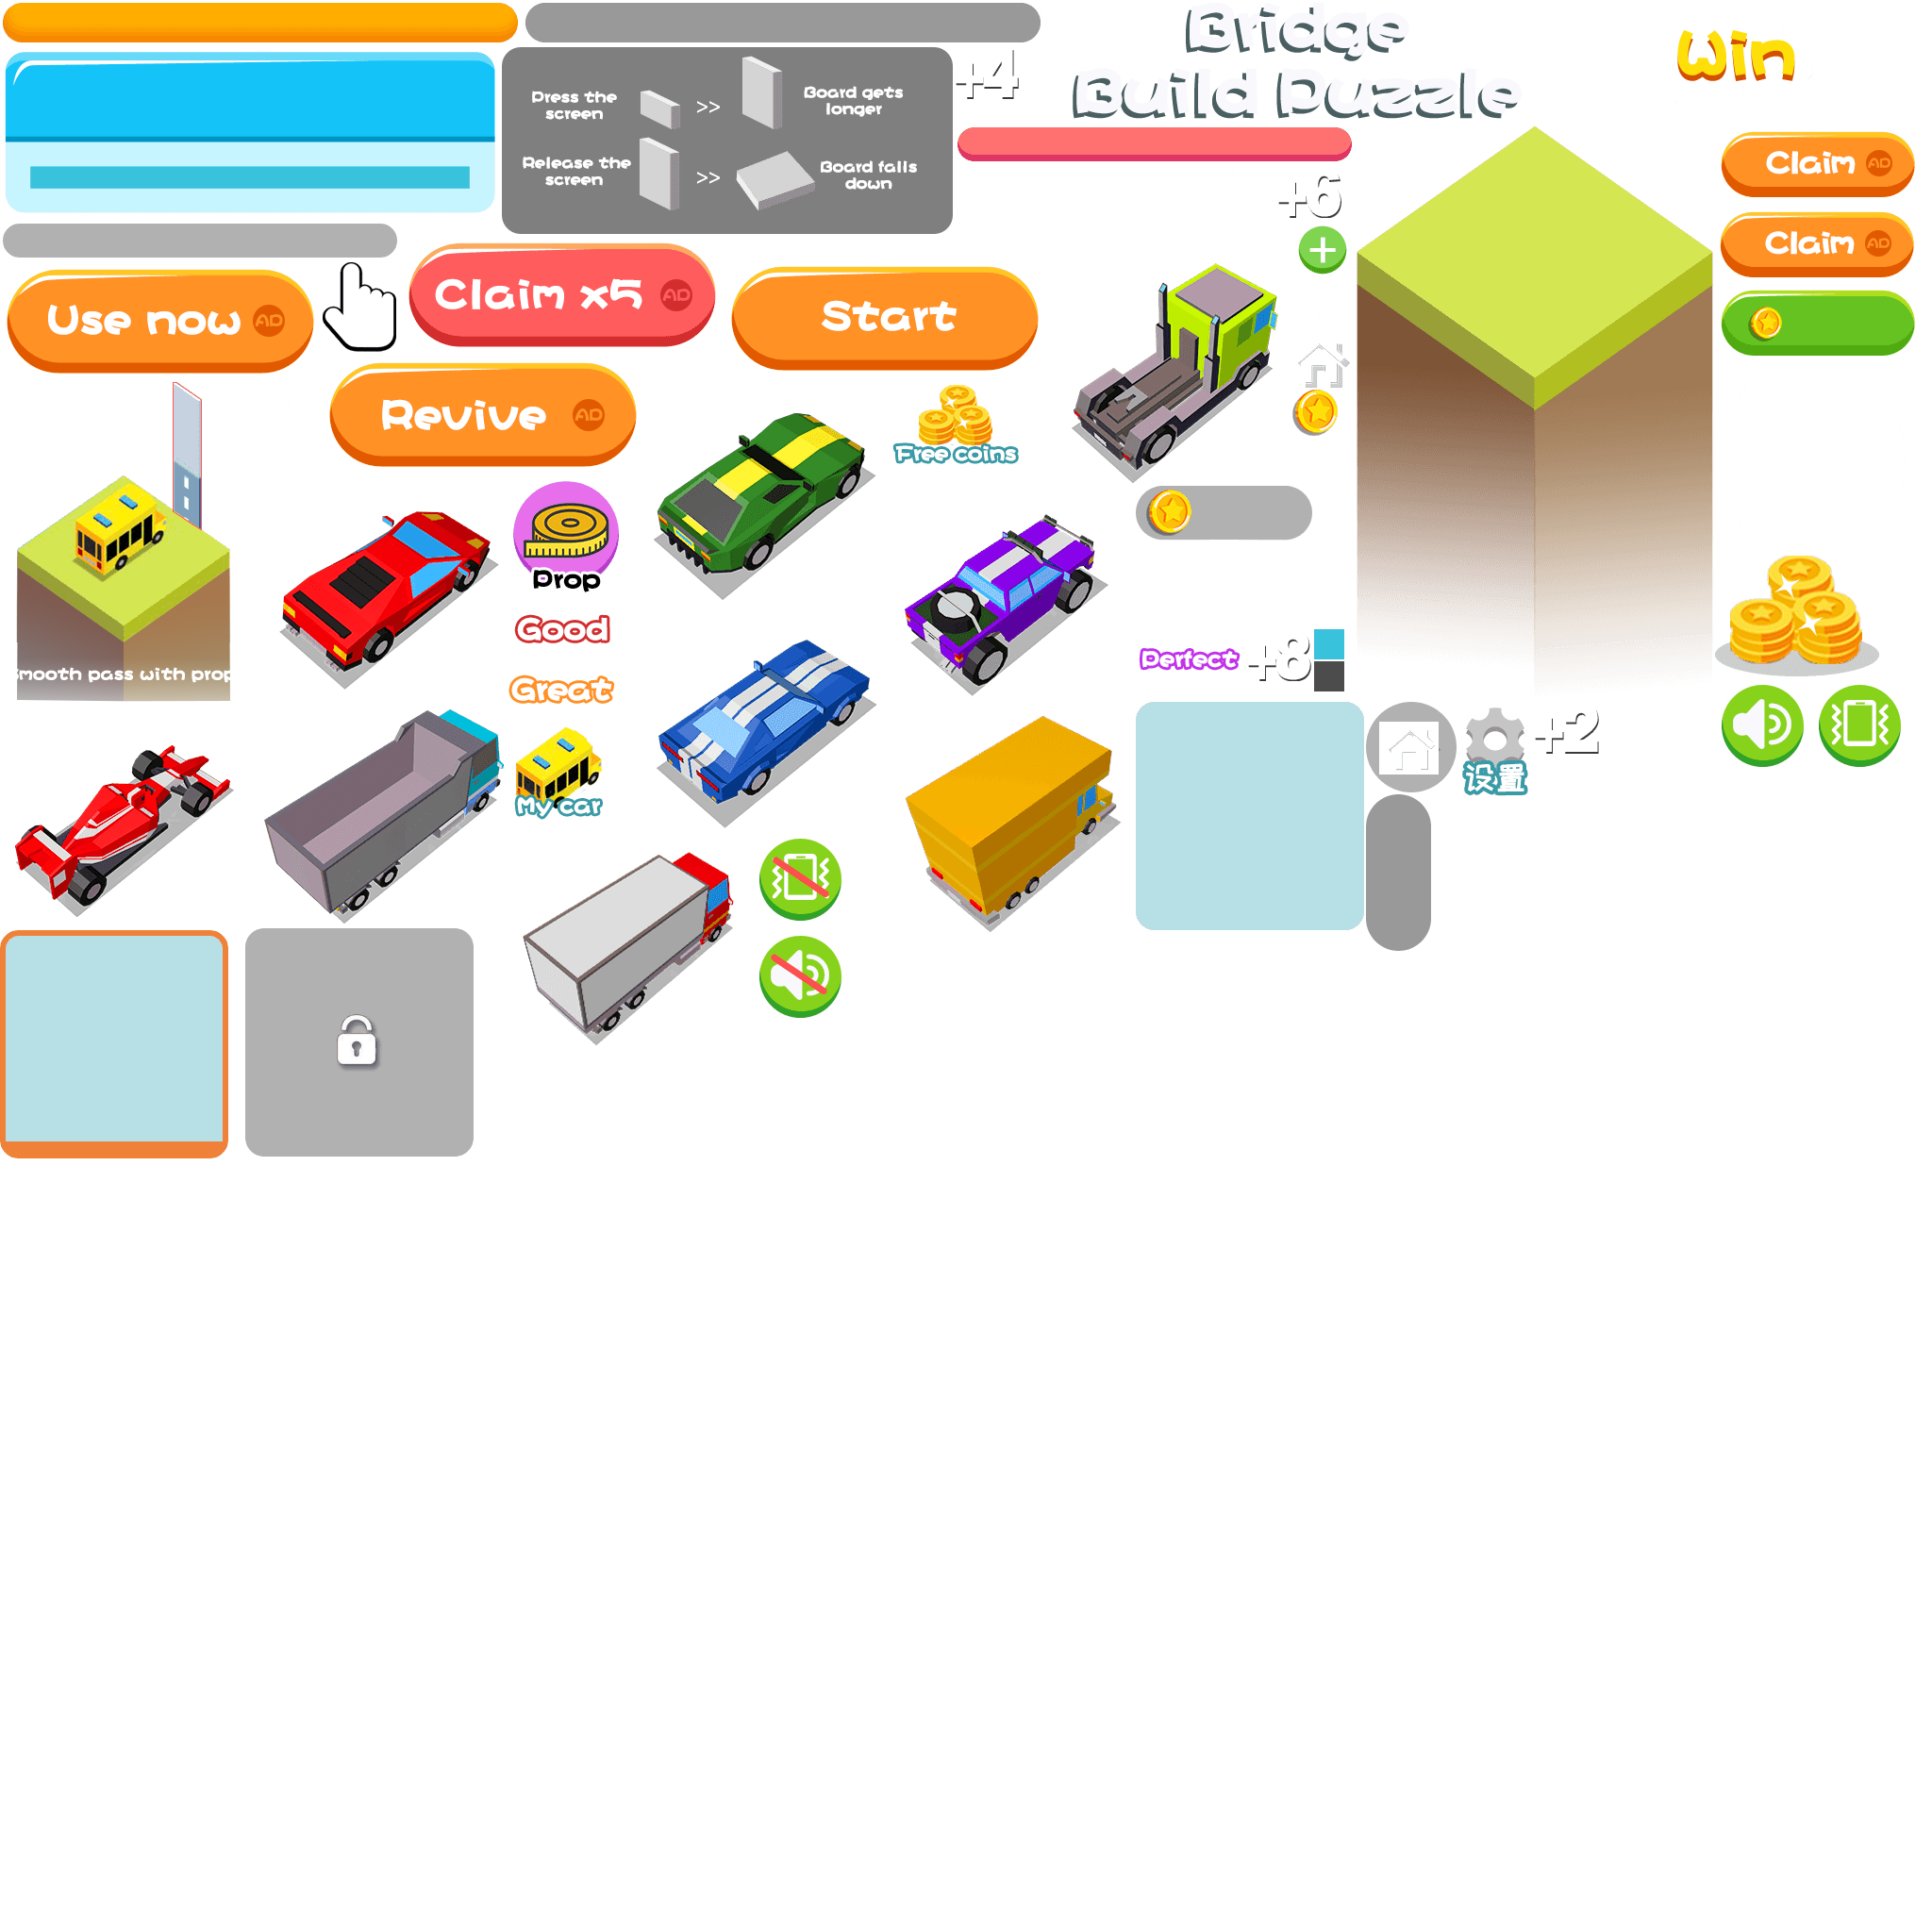 Bridge
Build Puzzle
Win
Press the
screen
>>
Board gets
longer
Release the
screen
>>
Board falls
down
+4
+6
Claim AD
Claim AD
Use now AD
Claim x5 AD
Start
Revive AD
Free coins
Prop
Good
Great
Perfect
+8
Smooth pass with prop
My car
设置
+2